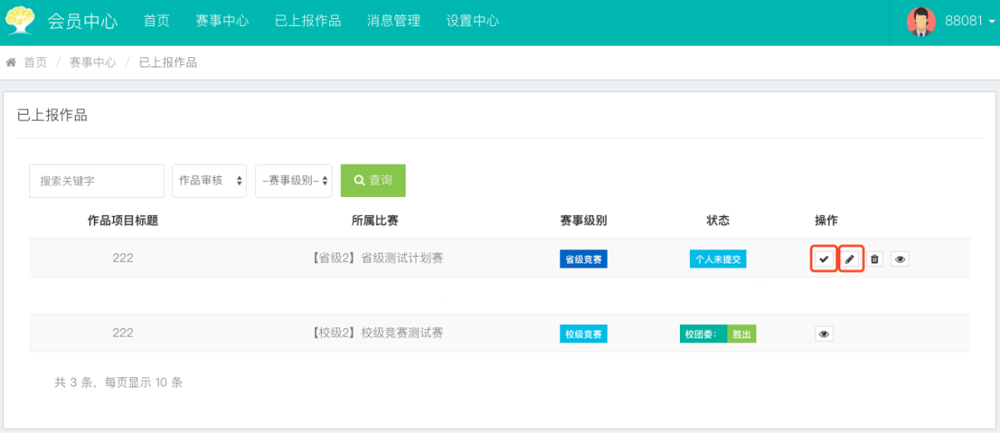 会员中心 首页 赛事中心 已上报作品 消息管理 设置中心 88081
首页 / 赛事中心 / 已上报作品
已上报作品
搜索关键字 作品审核 -赛事级别- 查询
作品项目标题 所属比赛 赛事级别 状态 操作
222 【省级2】省级测试计划赛 省级竞赛 个人未提交
222 【校级2】校级竞赛测试赛 校级竞赛 校团委: 胜出
共 3 条，每页显示 10 条